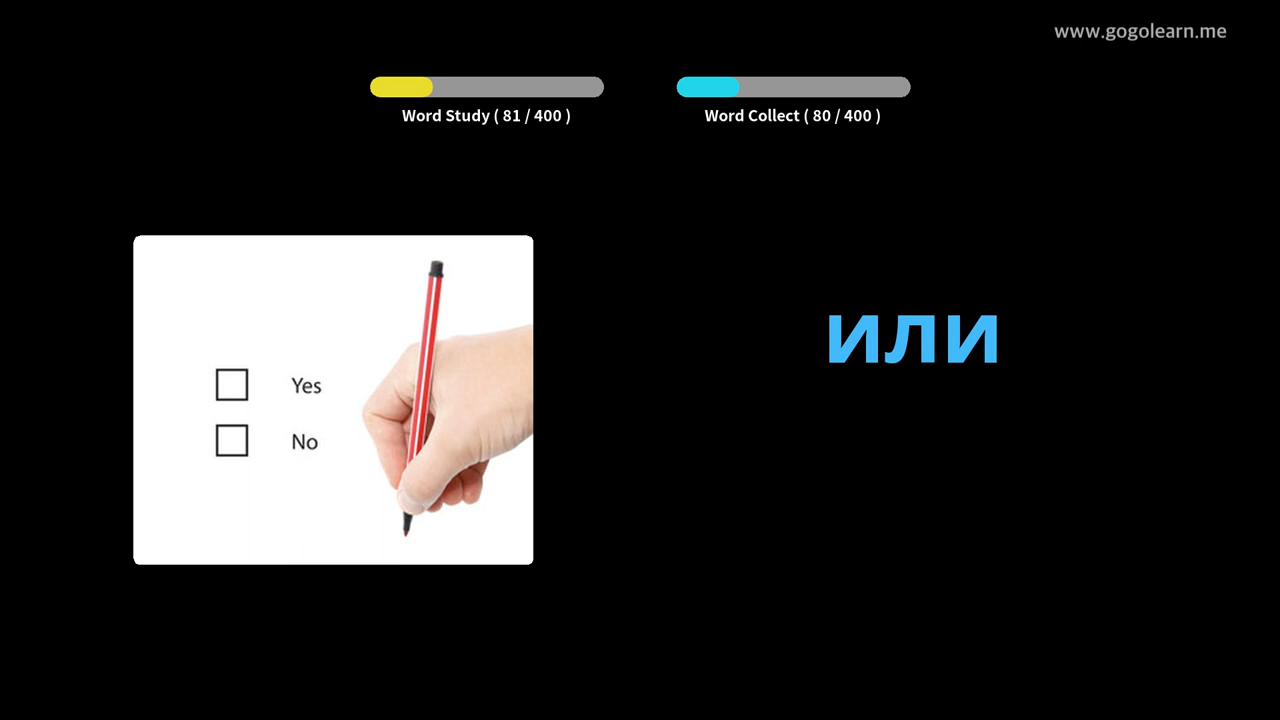 www.gogolearn.me
Word Study ( 81 / 400 )
Word Collect ( 80 / 400 )
или
Yes
No